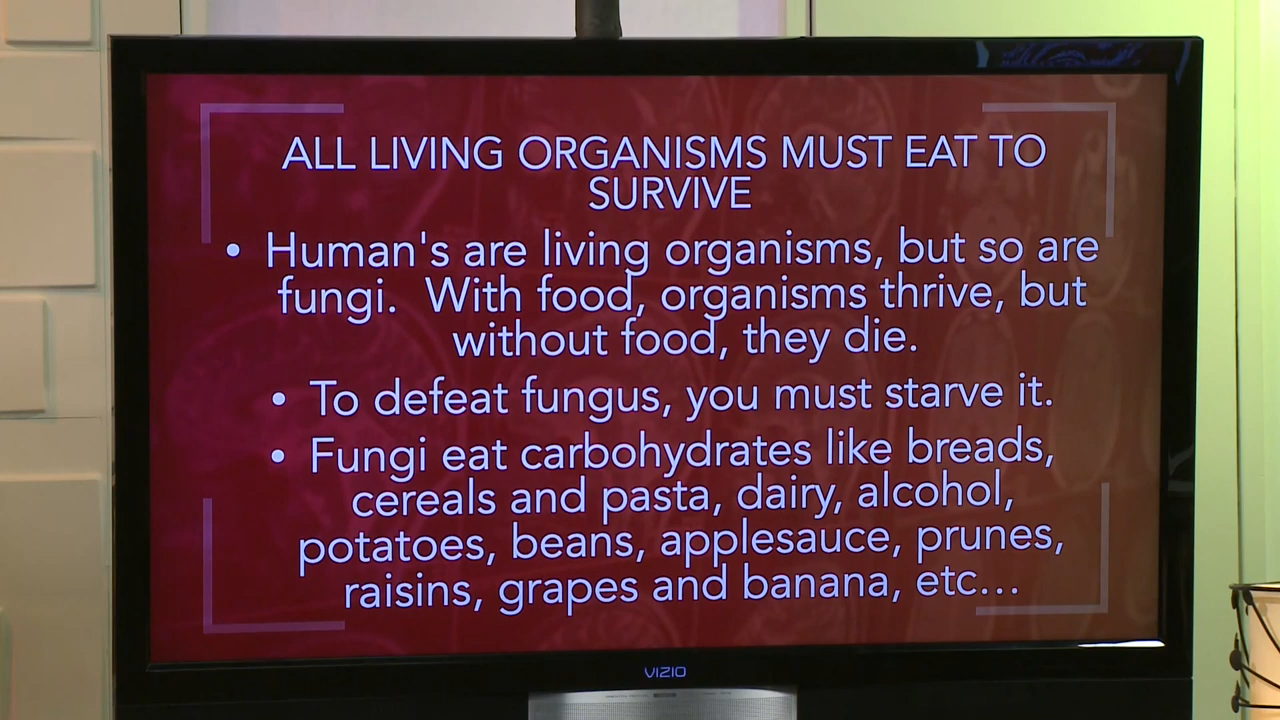 ALL LIVING ORGANISMS MUST EAT TO
SURVIVE
• Human's are living organisms, but so are
fungi.  With food, organisms thrive, but
without food, they die.
• To defeat fungus, you must starve it.
• Fungi eat carbohydrates like breads,
cereals and pasta, dairy, alcohol,
potatoes, beans, applesauce, prunes,
raisins, grapes and banana, etc...
VIZIO